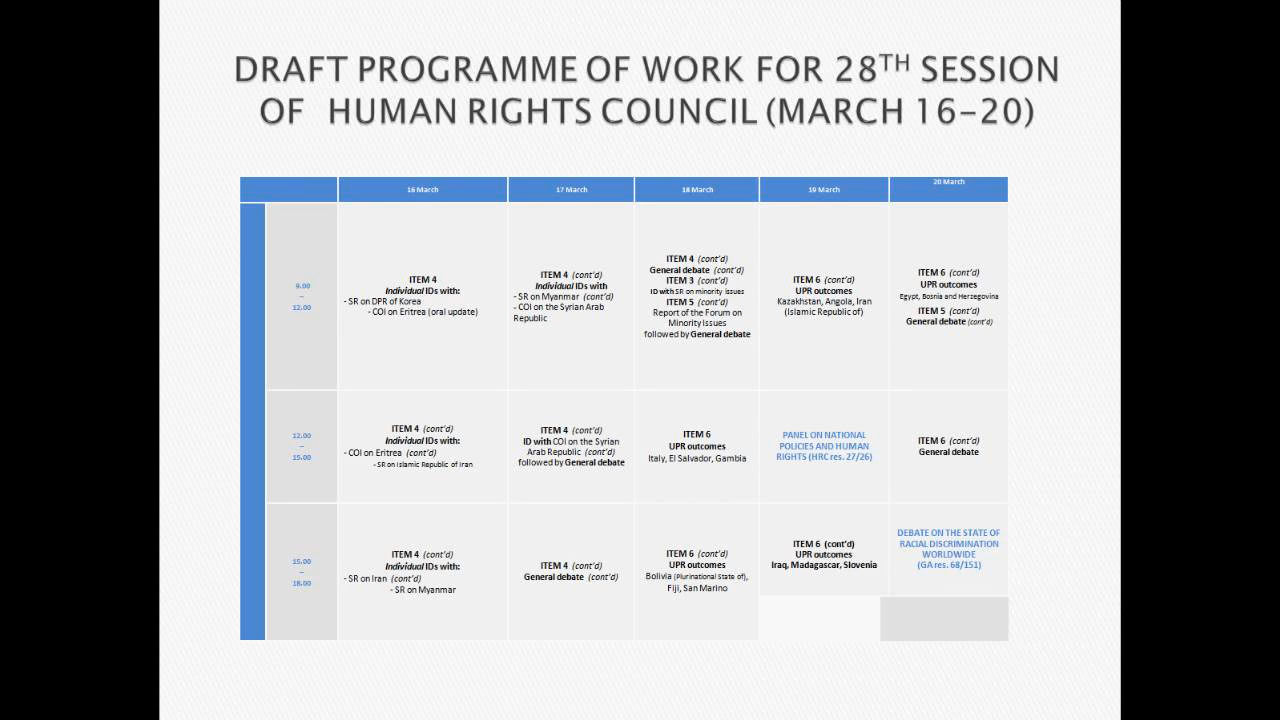 DRAFT PROGRAMME OF WORK FOR 28TH SESSION
OF HUMAN RIGHTS COUNCIL (MARCH 16-20)
16 March
17 March
18 March
19 March
20 March
9.00
–
12.00
ITEM 4
Individual IDs with:
- SR on DPR of Korea
- COI on Eritrea (oral update)
ITEM 4 (cont'd)
Individual IDs with
- SR on Myanmar (cont'd)
- COI on the Syrian Arab
Republic
ITEM 4 (cont'd)
General debate (cont'd)
ITEM 3 (cont'd)
ID with SR on minority issues
ITEM 5 (cont'd)
Report of the Forum on
Minority Issues
followed by General debate
ITEM 6 (cont'd)
UPR outcomes
Kazakhstan, Angola, Iran
(Islamic Republic of)
ITEM 6 (cont'd)
UPR outcomes
Egypt, Bosnia and Herzegovina
ITEM 5 (cont'd)
General debate (cont'd)
12.00
–
15.00
ITEM 4 (cont'd)
Individual IDs with:
- COI on Eritrea (cont'd)
- SR on Islamic Republic of Iran
ITEM 4 (cont'd)
ID with COI on the Syrian
Arab Republic (cont'd)
followed by General debate
ITEM 6
UPR outcomes
Italy, El Salvador, Gambia
PANEL ON NATIONAL
POLICIES AND HUMAN
RIGHTS (HRC res. 27/26)
ITEM 6 (cont'd)
General debate
15.00
–
18.00
ITEM 4 (cont'd)
Individual IDs with:
- SR on Iran (cont'd)
- SR on Myanmar
ITEM 4 (cont'd)
General debate (cont'd)
ITEM 6 (cont'd)
UPR outcomes
Bolivia (Plurinational State of),
Fiji, San Marino
ITEM 6 (cont'd)
UPR outcomes
Iraq, Madagascar, Slovenia
DEBATE ON THE STATE OF
RACIAL DISCRIMINATION
WORLDWIDE
(GA res. 68/151)